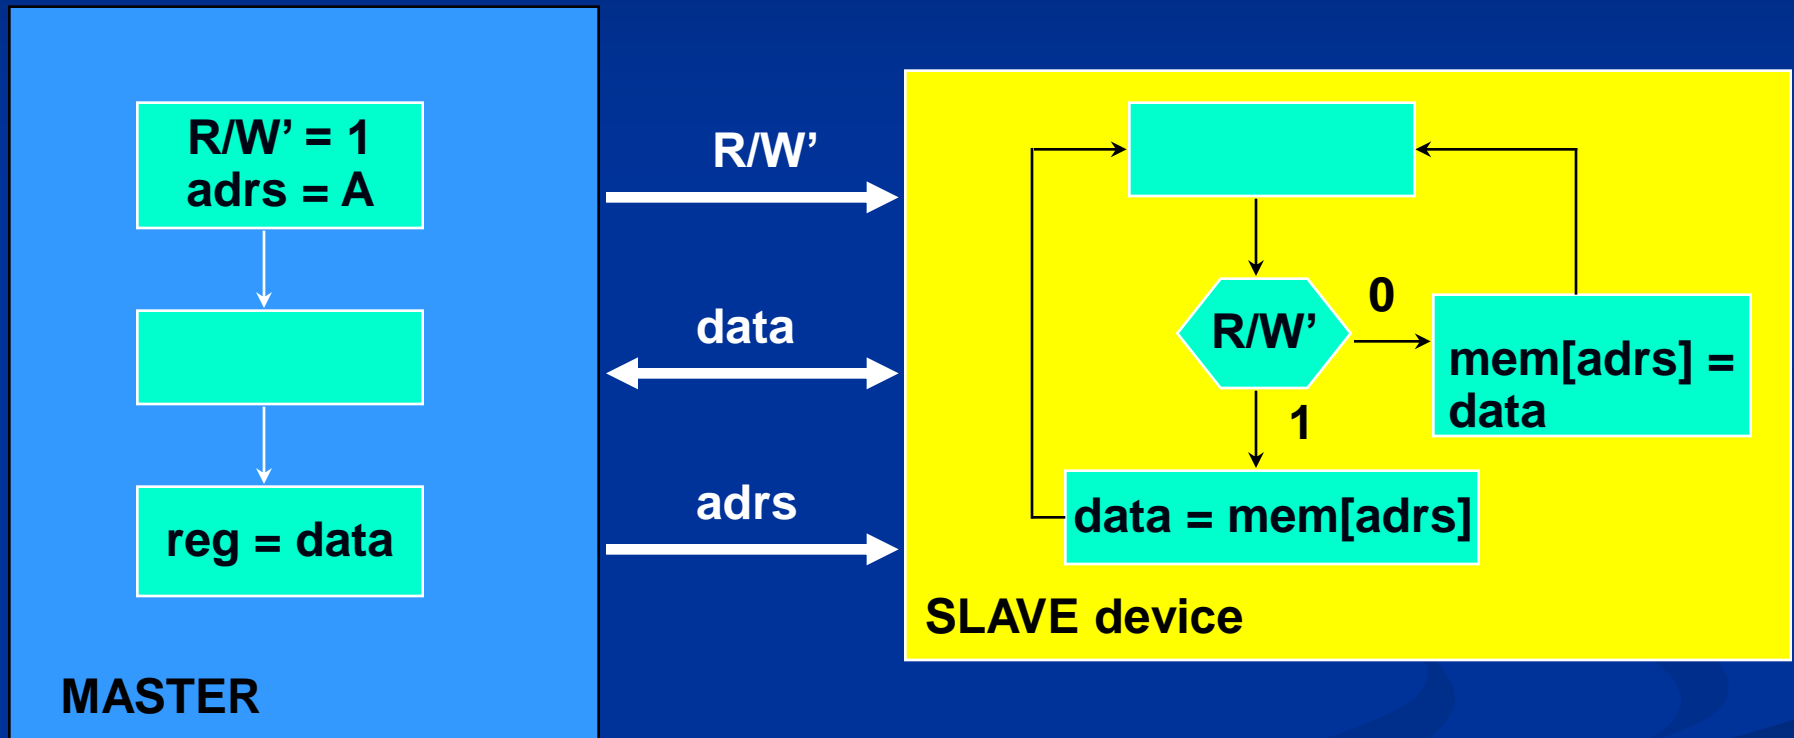 R/W’ = 1
adrs = A
reg = data
MASTER
R/W’
data
adrs
R/W’
0
mem[adrs] =
data
1
data = mem[adrs]
SLAVE device